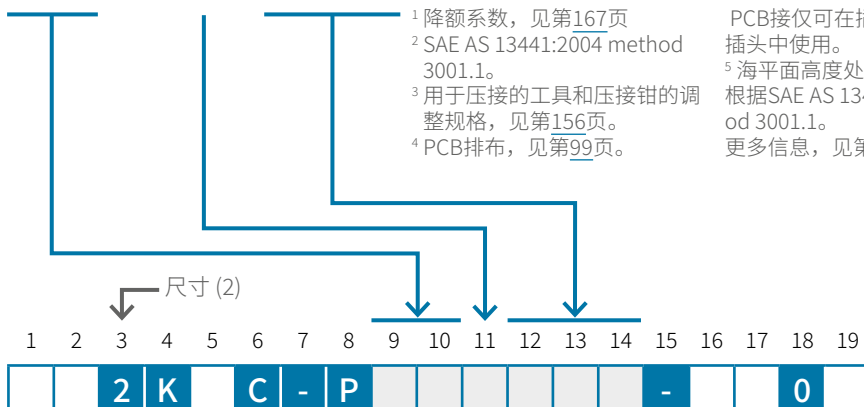 ¹ 降额系数，见第167页
² SAE AS 13441:2004 method
3001.1。
³ 用于压接的工具和压接钳的调
整规格，见第156页。
⁴ PCB排布，见第99页。
PCB接仅可在
插头中使用。
⁵ 海平面高度处
根据SAE AS 134
od 3001.1。
更多信息，见第
尺寸 (2)
1 2 3 4 5 6 7 8 9 10 11 12 13 14 15 16 17 18 19
2 K C - P - 0